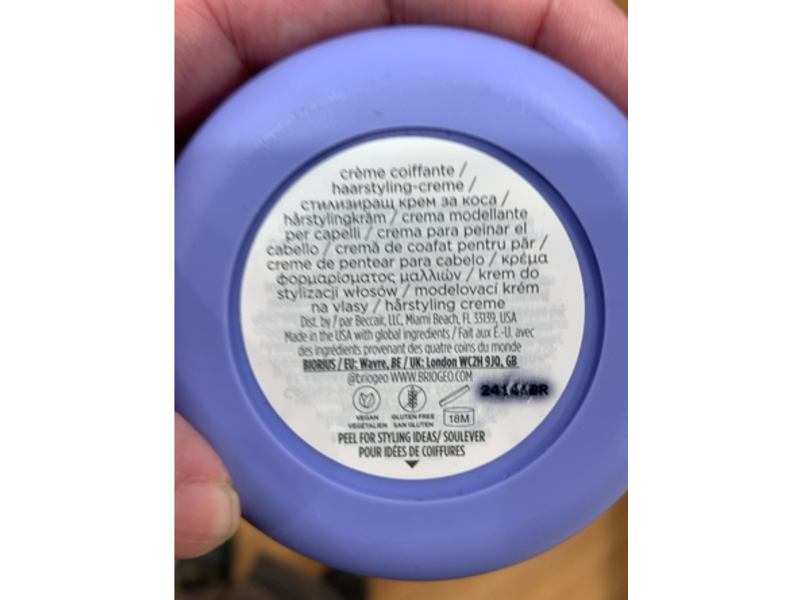 crème coiffante /
haarstyling-creme /
стилизиращ крем за коса /
hårstylingkräm / crema modellante
per capelli / crema para peinar el
cabello / cremă de coafat pentru păr /
creme de pentear para cabelo / κρέμα
φορμαρίσματος μαλλιών / krem do
stylizacji włosów / modelovací krém
na vlasy / hårstyling creme
Dist. by / par Beccair, LLC, Miami Beach, FL 33139, USA
Made in the USA with global ingredients / Fait aux É.-U. avec
des ingrédients provenant des quatre coins du monde
BIORIUS / EU: Wavre, BE / UK: London WC2H 9JQ, GB
@briogeo WWW.BRIOGEO.COM
VEGAN
VÉGÉTALIEN
GLUTEN FREE
SAN GLUTEN
18M
PEEL FOR STYLING IDEAS/ SOULEVER
POUR IDÉES DE COIFFURES